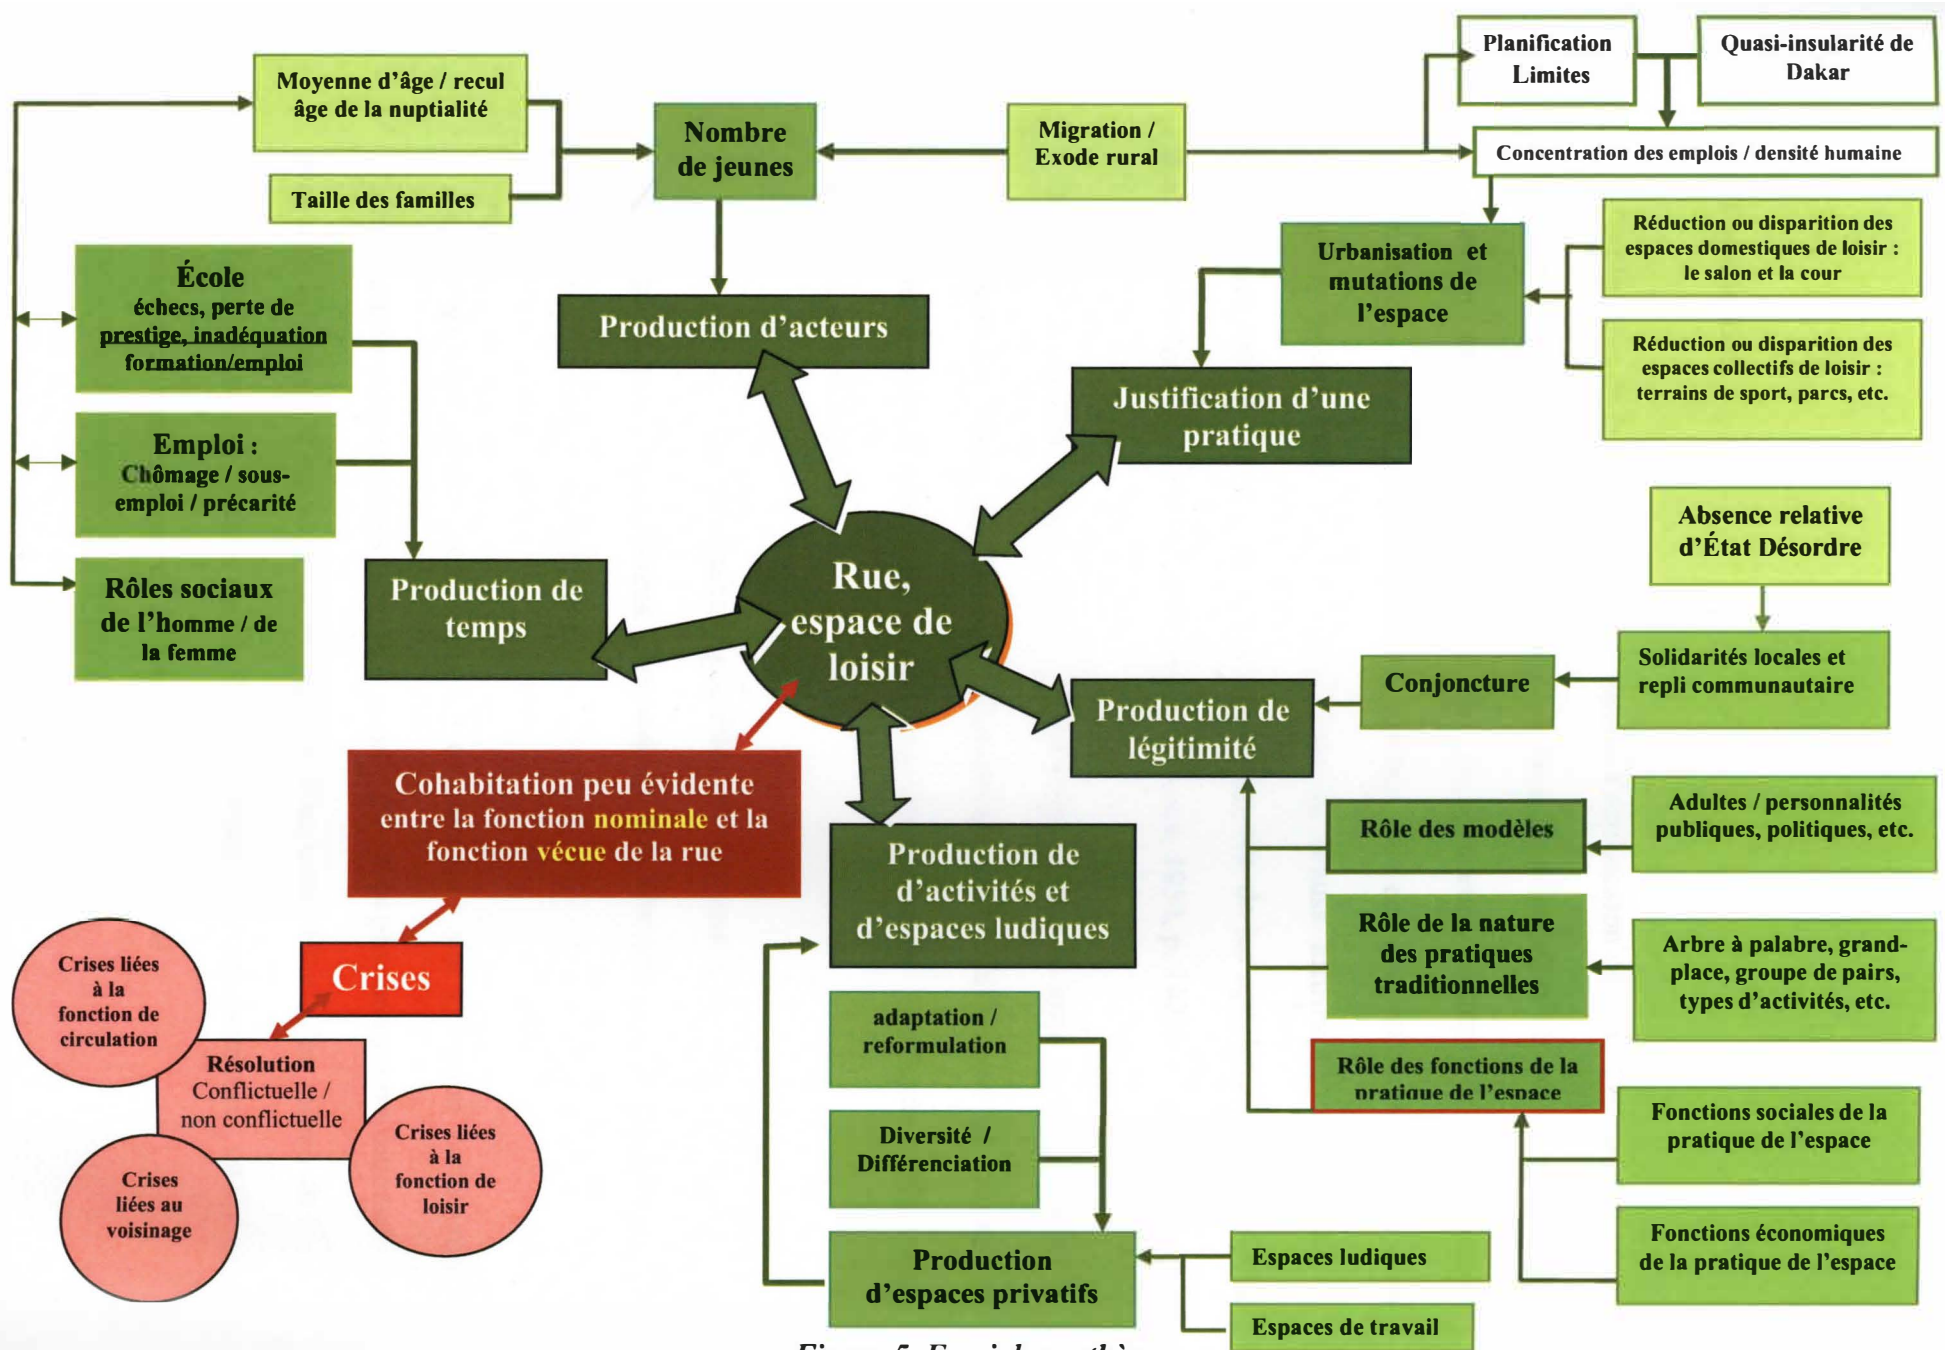 Planification
Limites
Quasi-insularité de
Dakar
Moyenne d'âge / recul
âge de la nuptialité
Nombre
de jeunes
Migration /
Exode rural
Concentration des emplois / densité humaine
Taille des familles
Réduction ou disparition des
espaces domestiques de loisir :
le salon et la cour
Urbanisation et
mutations de
l'espace
École
échecs, perte de
prestige, inadéquation
formation/emploi
Production d'acteurs
Réduction ou disparition des
espaces collectifs de loisir :
terrains de sport, parcs, etc.
Justification d'une
pratique
Emploi :
Chômage / sous-
emploi / précarité
Absence relative
d'État Désordre
Rôles sociaux
de l'homme / de
la femme
Production de
temps
Rue,
espace de
loisir
Solidarités locales et
repli communautaire
Conjoncture
Production de
légitimité
Cohabitation peu évidente
entre la fonction nominale et la
fonction vécue de la rue
Adultes / personnalités
publiques, politiques, etc.
Rôle des modèles
Production de
d'activités et
d'espaces ludiques
Rôle de la nature
des pratiques
traditionnelles
Arbre à palabre, grand-
place, groupe de pairs,
types d'activités, etc.
Crises
Crises liées
à la
fonction de
circulation
adaptation /
reformulation
Résolution
Conflictuelle /
non conflictuelle
Rôle des fonctions de la
pratique de l'espace
Fonctions sociales de la
pratique de l'espace
Crises liées
à la
fonction de
loisir
Diversité /
Différenciation
Crises
liées au
voisinage
Fonctions économiques
de la pratique de l'espace
Production
d'espaces privatifs
Espaces ludiques
Espaces de travail